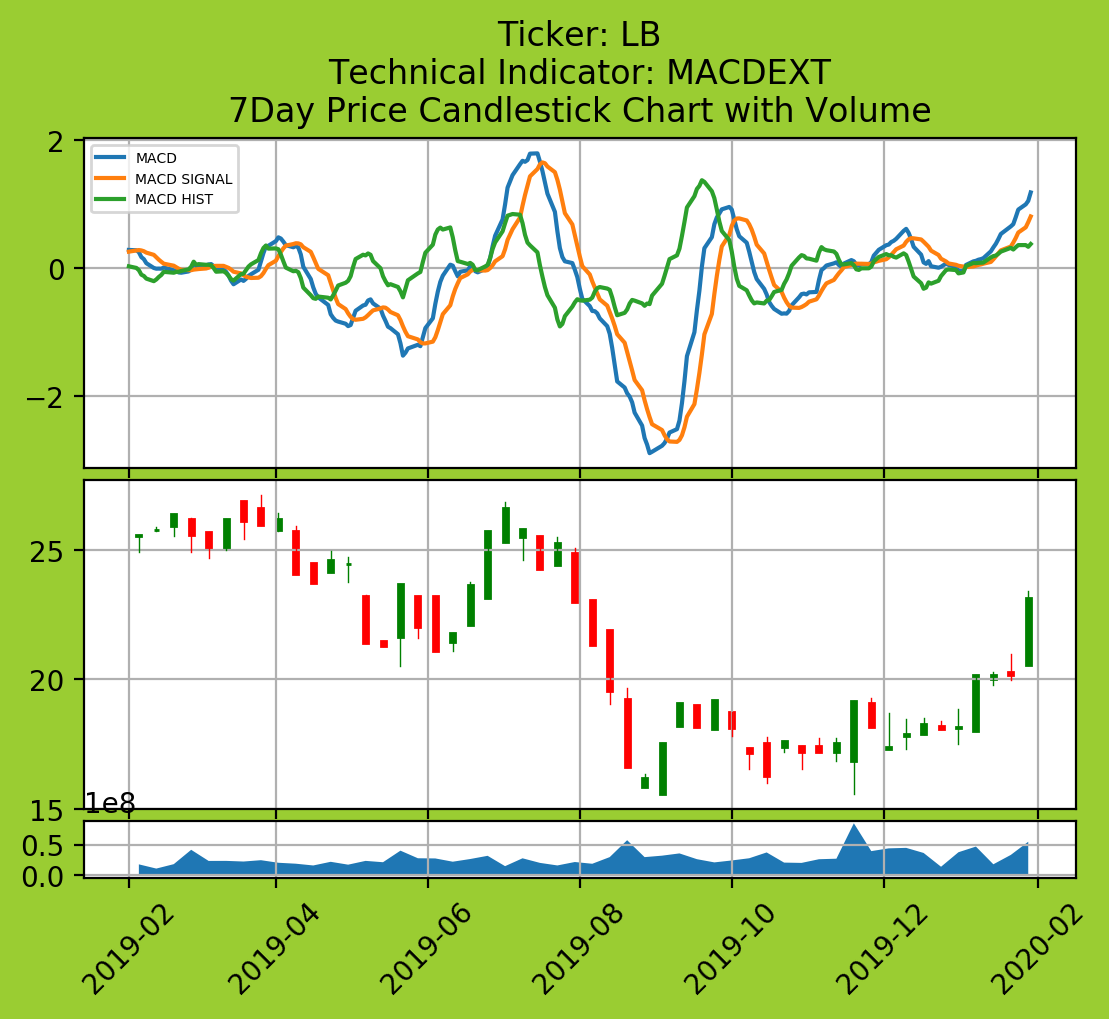 Ticker: LB
Technical Indicator: MACDEXT
7Day Price Candlestick Chart with Volume
MACD
MACD SIGNAL
MACD HIST
2
0
−2
25
20
15
1e8
0.5
0.0
2019-02
2019-04
2019-06
2019-08
2019-10
2019-12
2020-02